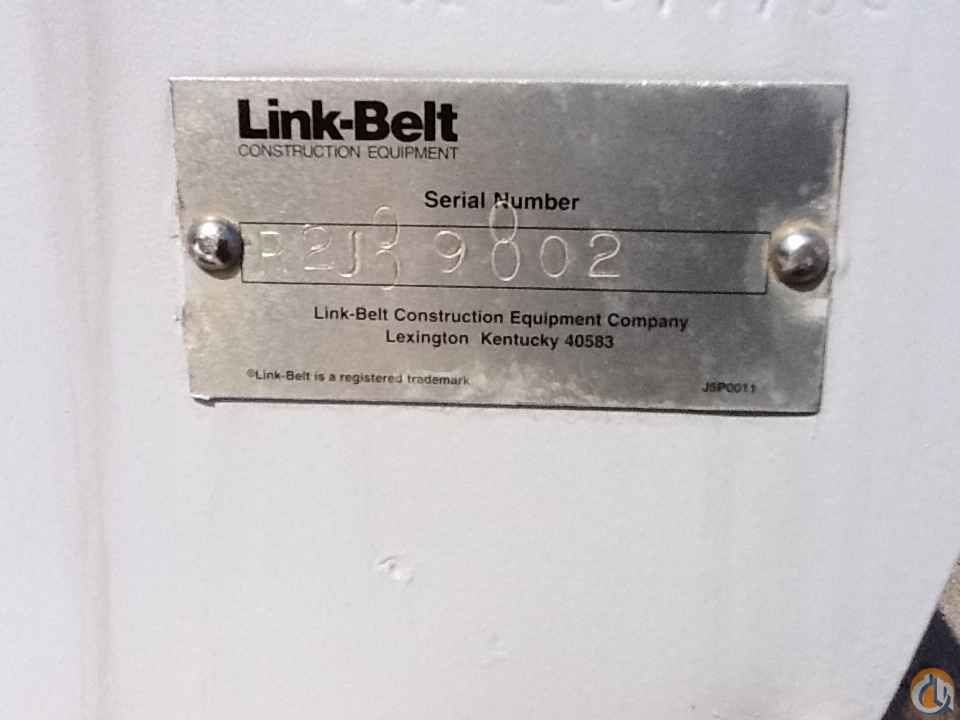 Link-Belt
CONSTRUCTION EQUIPMENT
Serial Number
Link-Belt Construction Equipment Company
Lexington Kentucky 40583
©Link-Belt is a registered trademark
J5P0011